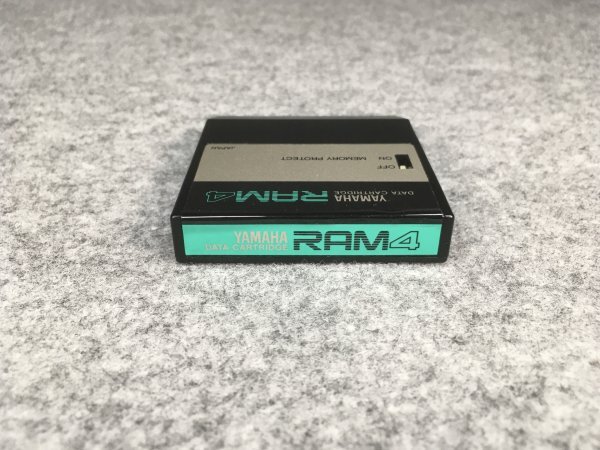 JAPAN
MEMORY PROTECT
ON
OFF
YAMAHA
DATA CARTRIDGE
RAM4
YAMAHA
DATA CARTRIDGE
RAM4